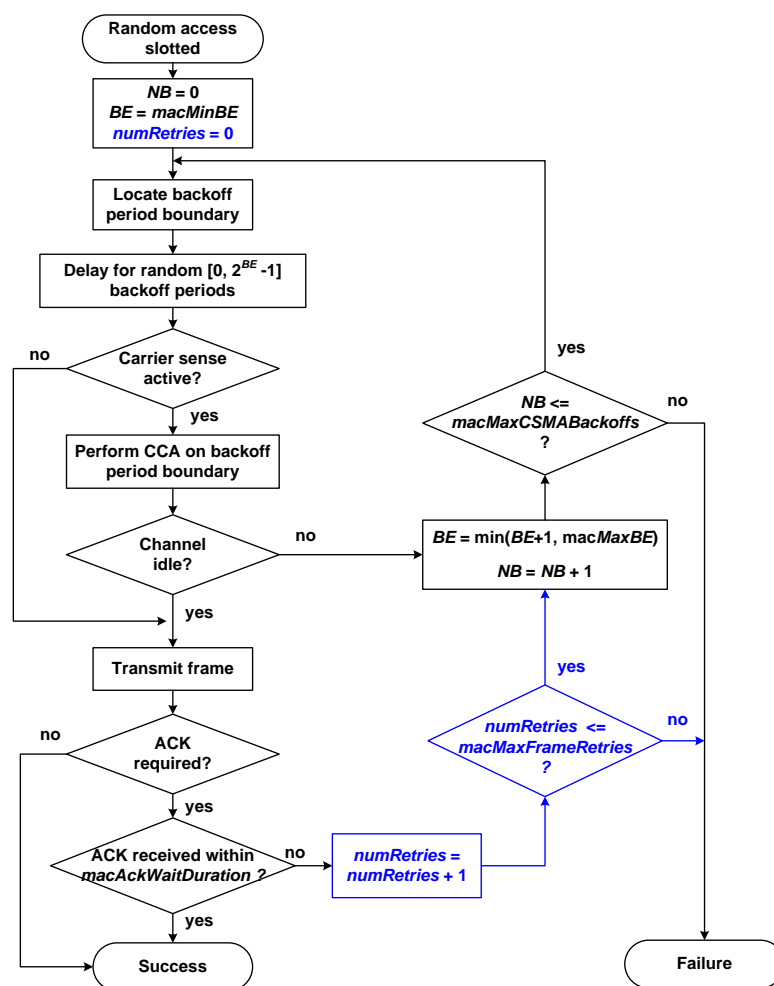 Random access
slotted
NB = 0
BE = macMinBE
numRetries = 0
Locate backoff
period boundary
Delay for random [0, 2^BE -1]
backoff periods
no
Carrier sense
active?
yes
yes
NB <=
macMaxCSMABackoffs
?
no
Perform CCA on backoff
period boundary
Channel
idle?
no
BE = min(BE+1, macMaxBE)
NB = NB + 1
yes
Transmit frame
yes
numRetries <=
macMaxFrameRetries
?
no
no
ACK
required?
yes
ACK received within
macAckWaitDuration ?
no
numRetries =
numRetries + 1
yes
Success
Failure